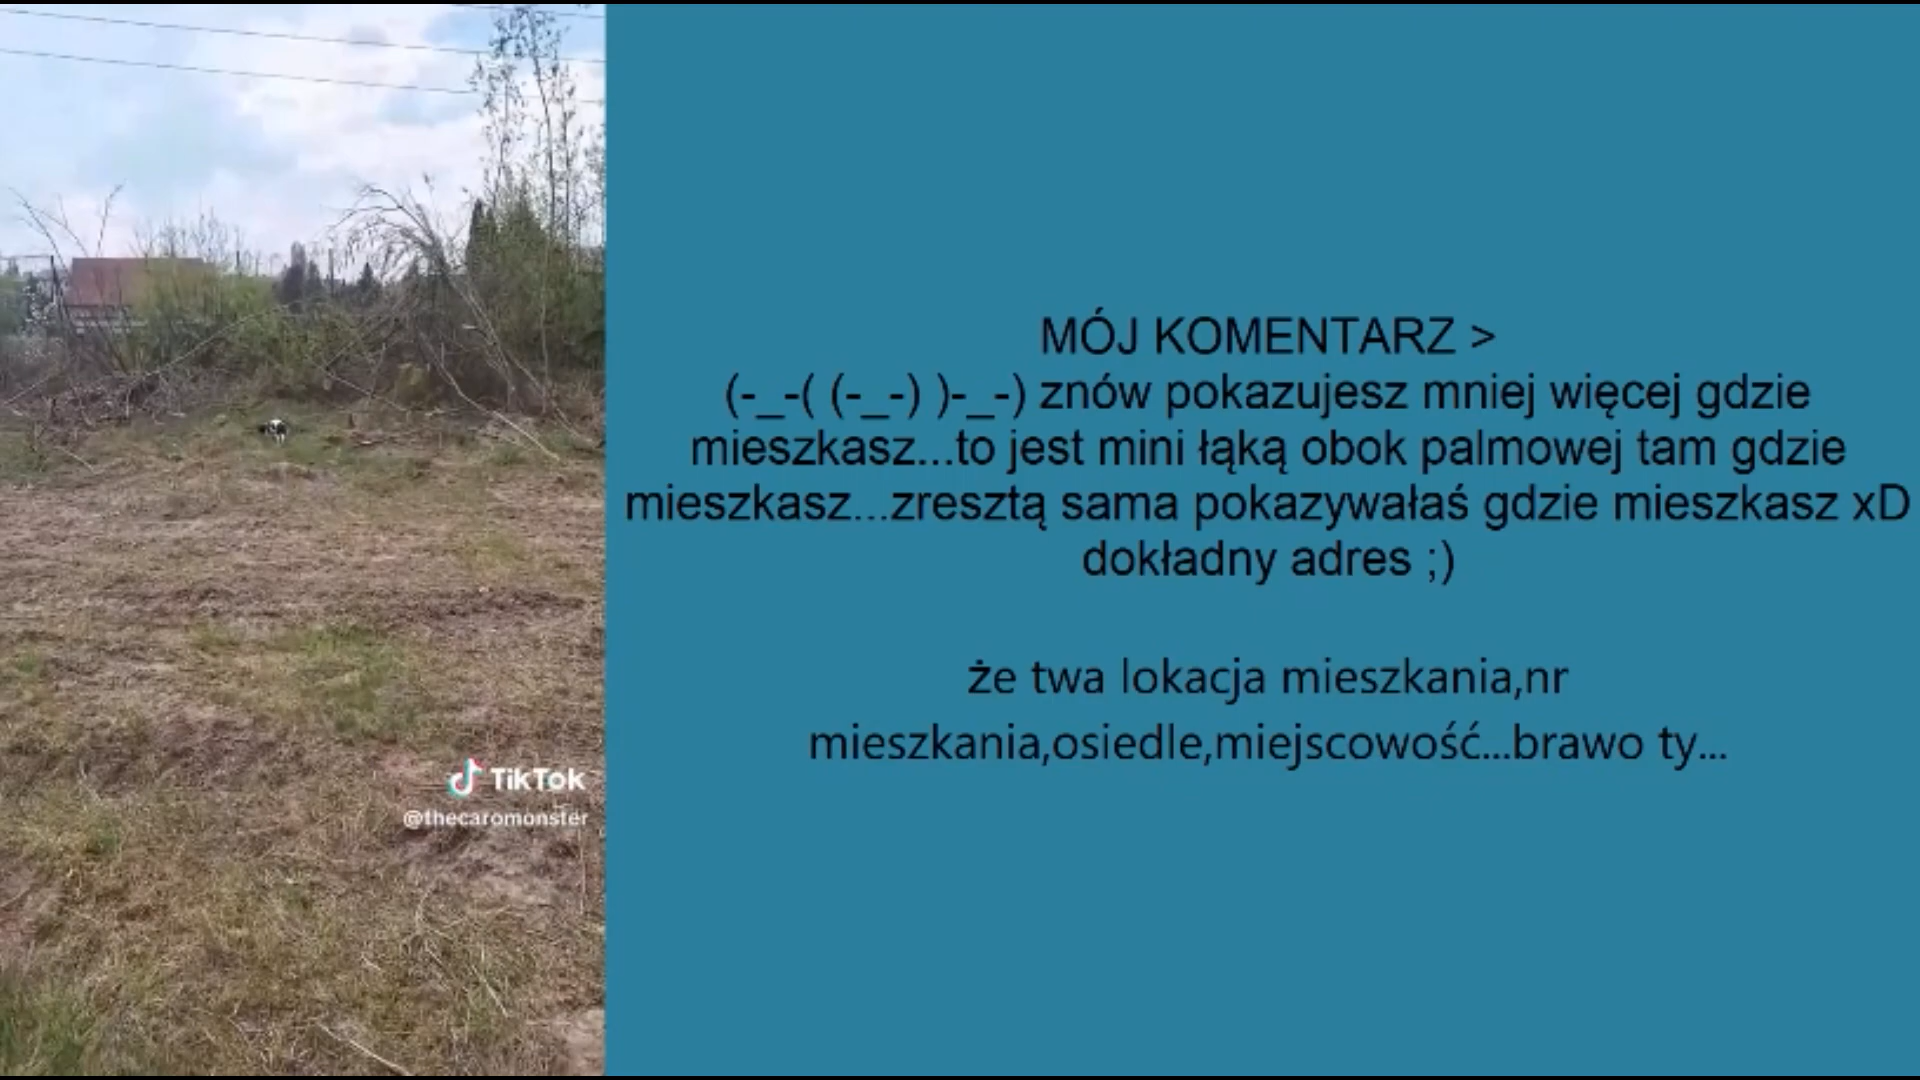 MÓJ KOMENTARZ >
(-_-( (-_-) )-_-) znów pokazujesz mniej więcej gdzie
mieszkasz...to jest mini łąką obok palmowej tam gdzie
mieszkasz...zresztą sama pokazywałaś gdzie mieszkasz xD
dokładny adres ;)
że twa lokacja mieszkania,nr
mieszkania,osiedle,miejscowość...brawo ty...
TikTok
@thecaromonster